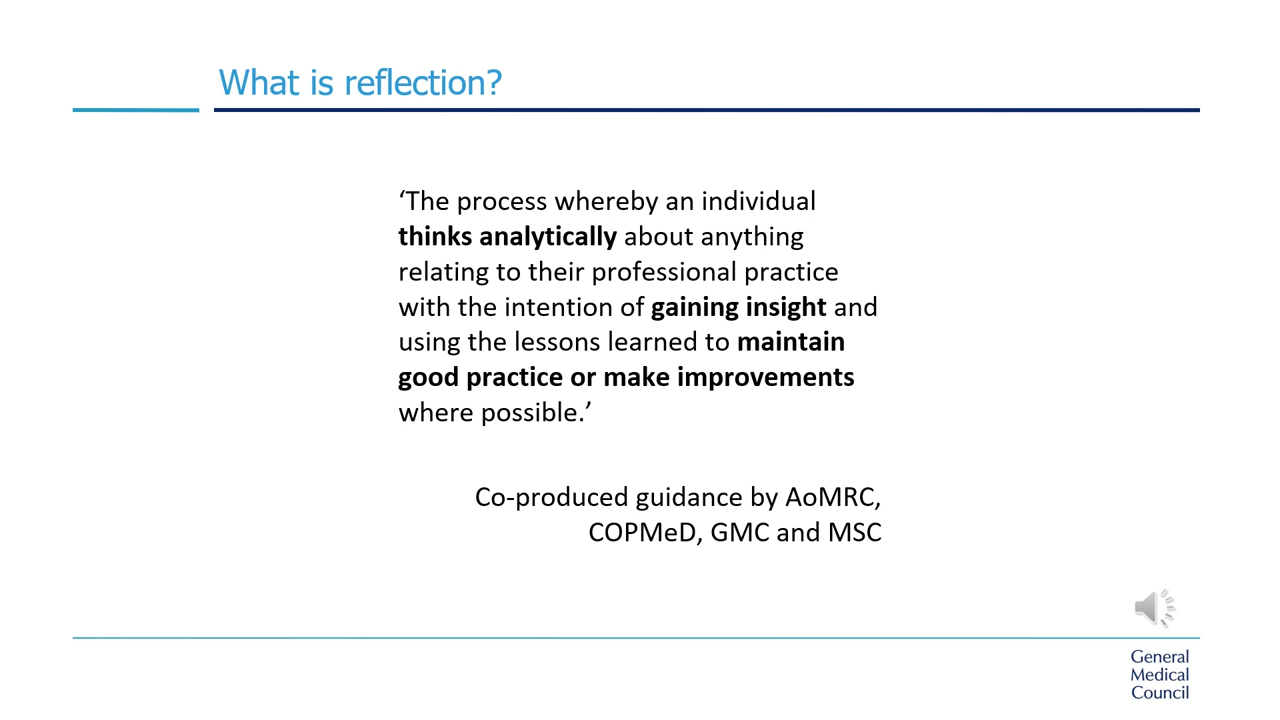 What is reflection?
‘The process whereby an individual
thinks analytically about anything
relating to their professional practice
with the intention of gaining insight and
using the lessons learned to maintain
good practice or make improvements
where possible.’
Co-produced guidance by AoMRC,
COPMeD, GMC and MSC
General
Medical
Council